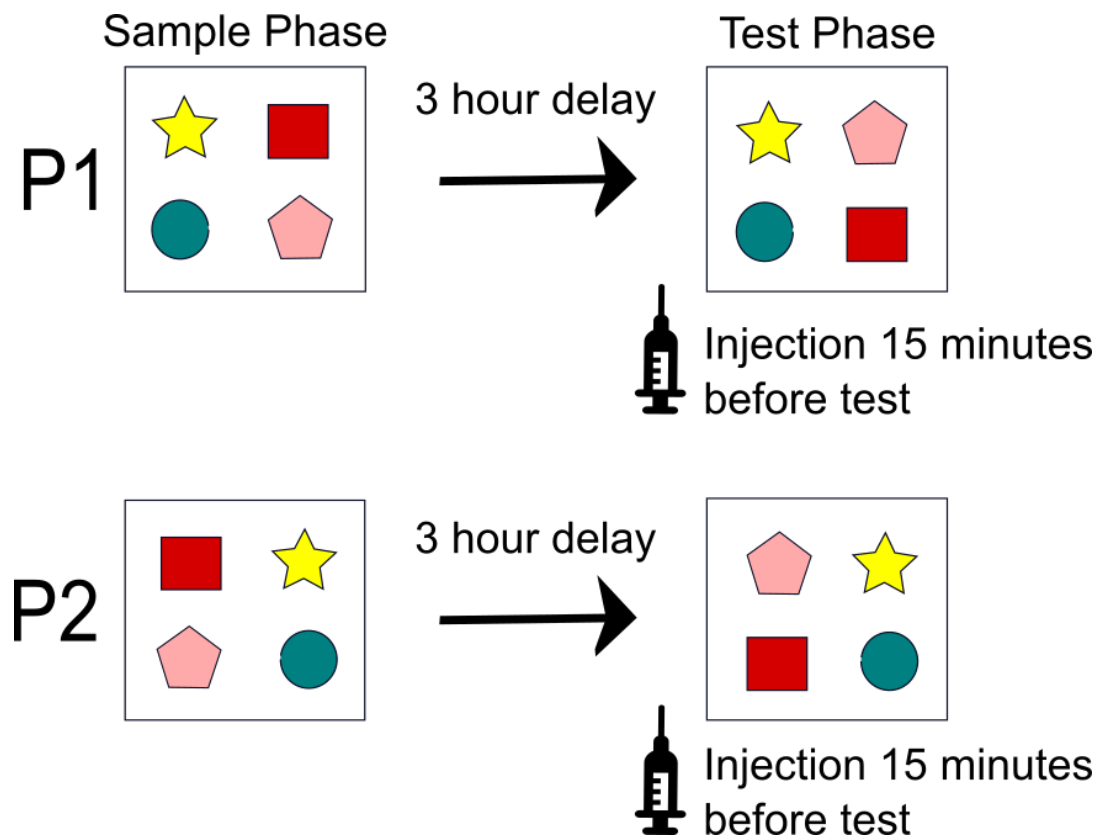 Sample Phase
Test Phase
P1
3 hour delay
Injection 15 minutes
before test
P2
3 hour delay
Injection 15 minutes
before test